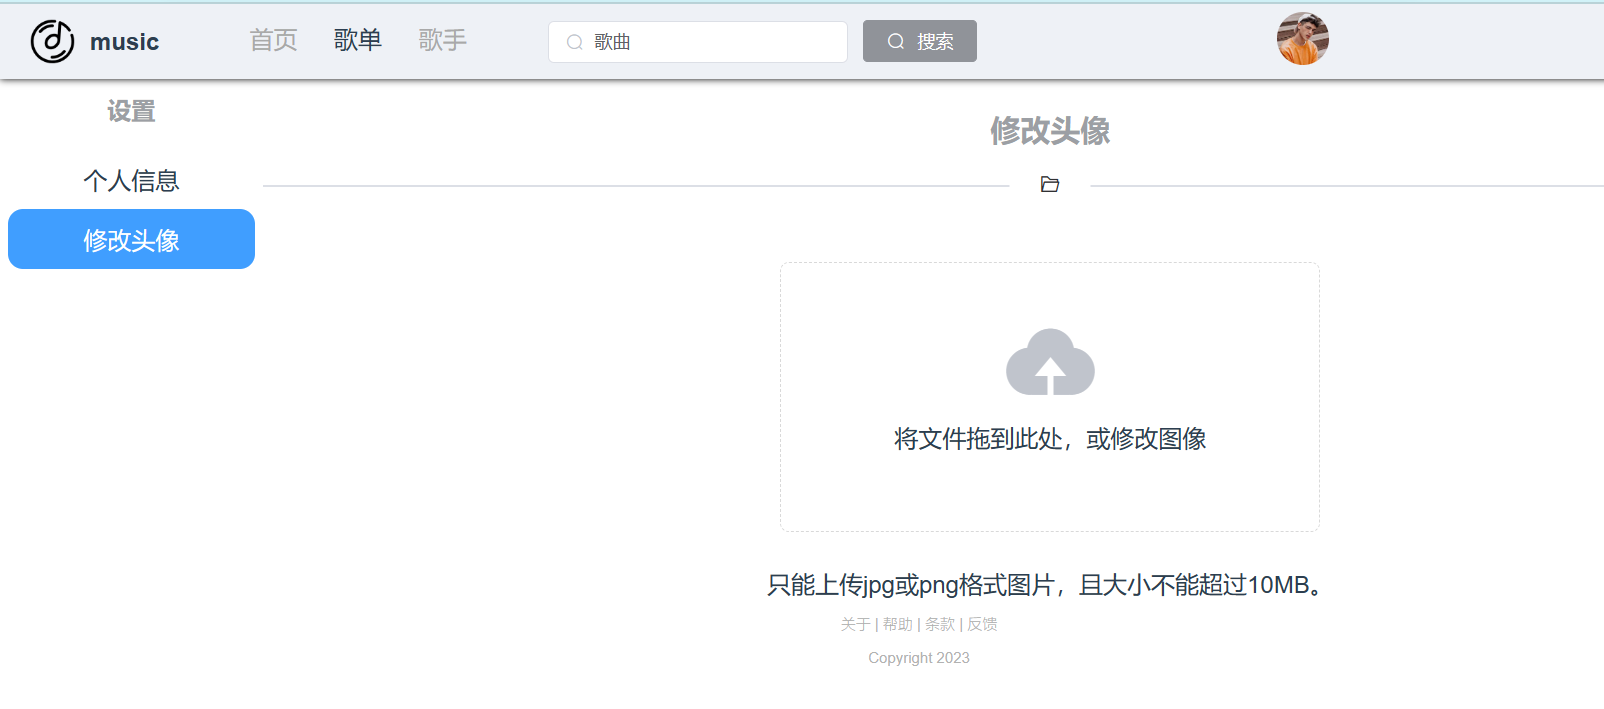 music 首页 歌单 歌手 歌曲 搜索
设置
修改头像
个人信息
修改头像
将文件拖到此处，或修改图像
只能上传jpg或png格式图片，且大小不能超过10MB。
关于 | 帮助 | 条款 | 反馈
Copyright 2023